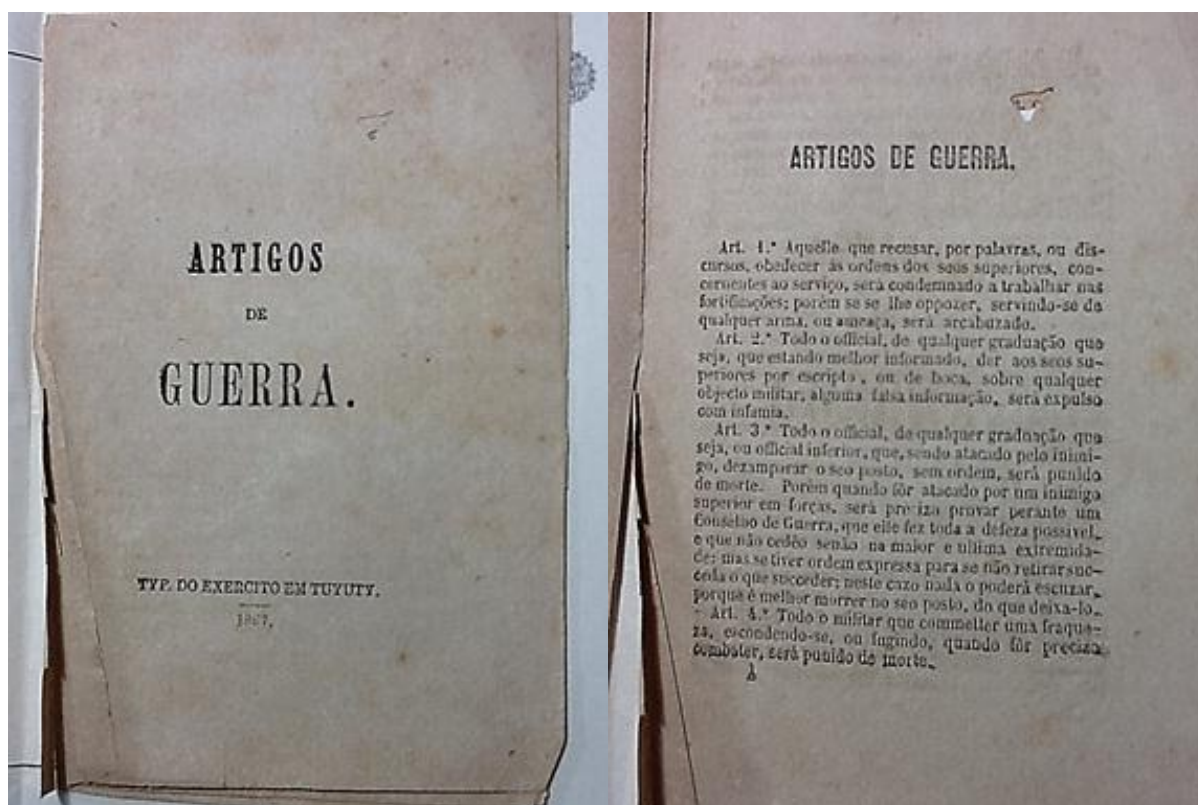 ARTIGOS
DE
GUERRA.
TYP. DO EXERCITO EM TUYUTY.
1867.
ARTIGOS DE GUERRA.
Art. 1.º Aquelle que recusar, por palavras, ou dis-
cursos, obedecer ás ordens dos seus superiores, con-
cernentes ao serviço, será condemnado a trabalhar nas
fortificações; porém se se lhe oppozer, servindo-se de
qualquer arma, ou ameaça, será arcabuzado.
Art. 2.º Todo o official, de qualquer graduação que
seja, que estando melhor informado, der aos seos su-
periores por escripto, ou de boca, sobre qualquer
objecto militar, alguma falsa informação, será expulso
com infamia.
Art. 3.º Todo o official, de qualquer graduação que
seja, ou official inferior, que, sendo atacado pelo inimi-
go, dezamparar o seo posto, sem ordem, será punido
de morte. Porém quando fôr atacado por um inimigo
superior em forças, será precizo provar perante um
Conselho de Guerra, que elle fez toda a defeza possivel,
e que não cedêo senão na maior e ultima extremida-
de; mas se tiver ordem expressa para se não retirar suc-
ceda o que succeder; neste cazo nada o poderá escuzar,
porque é melhor morrer no seo posto, do que deixa-lo.
Art. 4.º Todo o militar que commetter uma fraque-
za, escondendo-se, ou fugindo, quando fôr precizo
combater, será punido de morte.
1